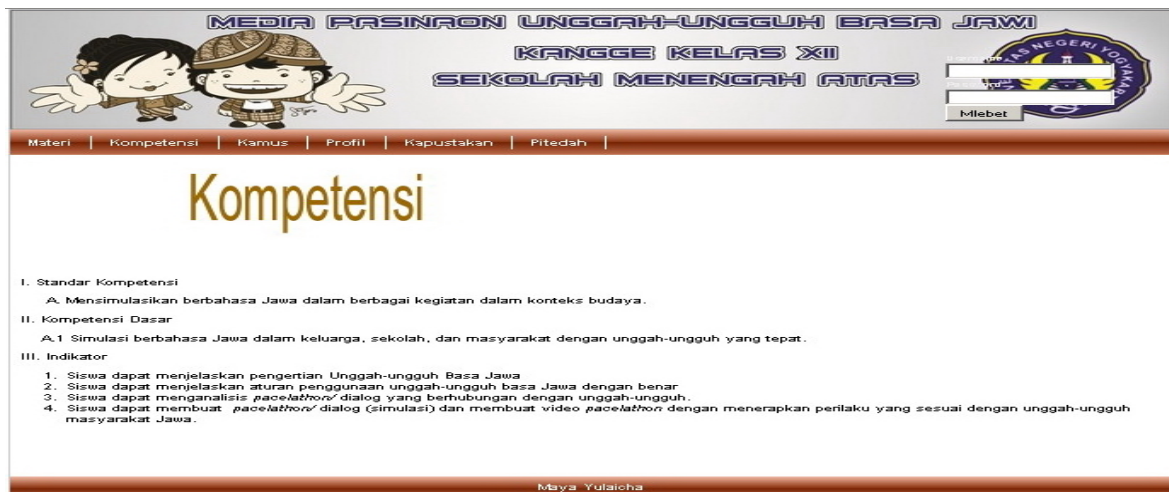 MEDIA PASINAON UNGGAH-UNGGUH BASA JAWI
KANGGE KELAS XII
SEKOLAH MENENGAH ATAS
AS NEGERI YOGYAKAR
Mlebet
Materi | Kompetensi | Kamus | Profil | Kapustakan | Pitedah |
Kompetensi
I. Standar Kompetensi
A. Mensimulasikan berbahasa Jawa dalam berbagai kegiatan dalam konteks budaya.
II. Kompetensi Dasar
A.1 Simulasi berbahasa Jawa dalam keluarga, sekolah, dan masyarakat dengan unggah-ungguh yang tepat.
III. Indikator
1. Siswa dapat menjelaskan pengertian Unggah-ungguh Basa Jawa
2. Siswa dapat menjelaskan aturan penggunaan unggah-ungguh basa Jawa dengan benar
3. Siswa dapat menganalisis pacelathon/ dialog yang berhubungan dengan unggah-ungguh.
4. Siswa dapat membuat pacelathon/ dialog (simulasi) dan membuat video pacelathon dengan menerapkan perilaku yang sesuai dengan unggah-ungguh
masyarakat Jawa.
Maya Yulaicha